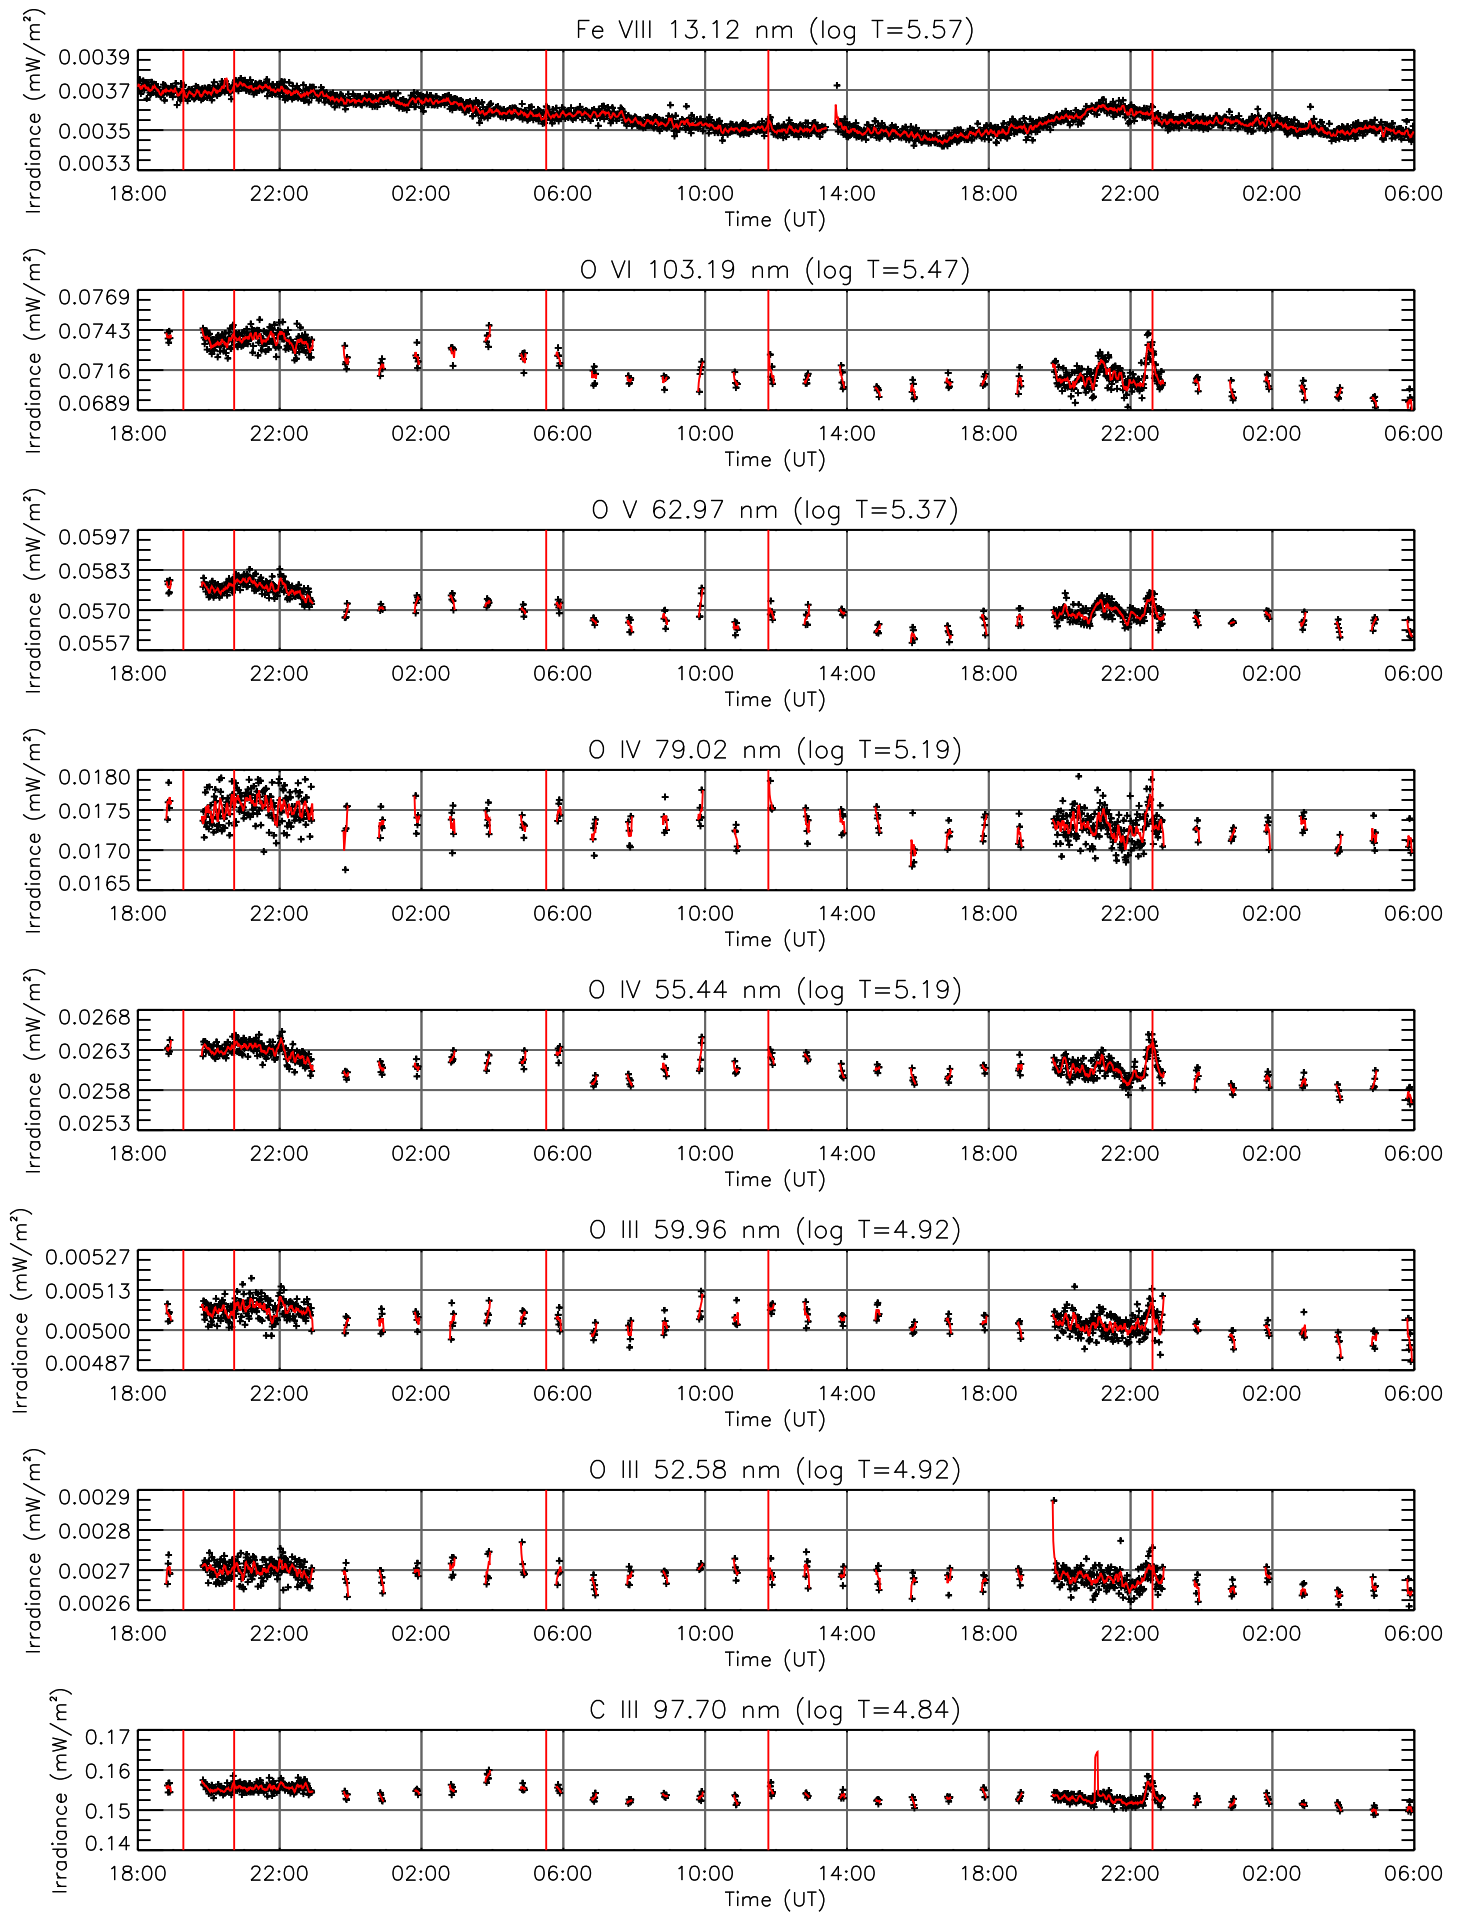 Fe VIII 13.12 nm (log T=5.57)
Irradiance (mW/m²)
0.0039
0.0037
0.0035
0.0033
18:00 22:00 02:00 06:00 10:00 14:00 18:00 22:00 02:00 06:00
Time (UT)
O VI 103.19 nm (log T=5.47)
Irradiance (mW/m²)
0.0769
0.0743
0.0716
0.0689
18:00 22:00 02:00 06:00 10:00 14:00 18:00 22:00 02:00 06:00
Time (UT)
O V 62.97 nm (log T=5.37)
Irradiance (mW/m²)
0.0597
0.0583
0.0570
0.0557
18:00 22:00 02:00 06:00 10:00 14:00 18:00 22:00 02:00 06:00
Time (UT)
O IV 79.02 nm (log T=5.19)
Irradiance (mW/m²)
0.0180
0.0175
0.0170
0.0165
18:00 22:00 02:00 06:00 10:00 14:00 18:00 22:00 02:00 06:00
Time (UT)
O IV 55.44 nm (log T=5.19)
Irradiance (mW/m²)
0.0268
0.0263
0.0258
0.0253
18:00 22:00 02:00 06:00 10:00 14:00 18:00 22:00 02:00 06:00
Time (UT)
O III 59.96 nm (log T=4.92)
Irradiance (mW/m²)
0.00527
0.00513
0.00500
0.00487
18:00 22:00 02:00 06:00 10:00 14:00 18:00 22:00 02:00 06:00
Time (UT)
O III 52.58 nm (log T=4.92)
Irradiance (mW/m²)
0.0029
0.0028
0.0027
0.0026
18:00 22:00 02:00 06:00 10:00 14:00 18:00 22:00 02:00 06:00
Time (UT)
C III 97.70 nm (log T=4.84)
Irradiance (mW/m²)
0.17
0.16
0.15
0.14
18:00 22:00 02:00 06:00 10:00 14:00 18:00 22:00 02:00 06:00
Time (UT)